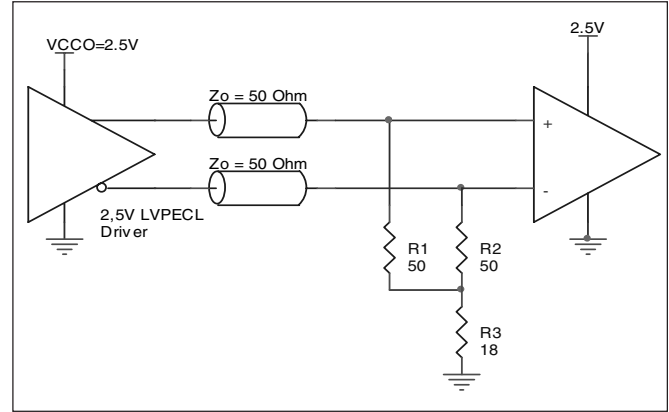 2.5V
VCCO=2.5V
Zo = 50 Ohm
+
Zo = 50 Ohm
-
2,5V LVPECL
Driver
R1
50
R2
50
R3
18